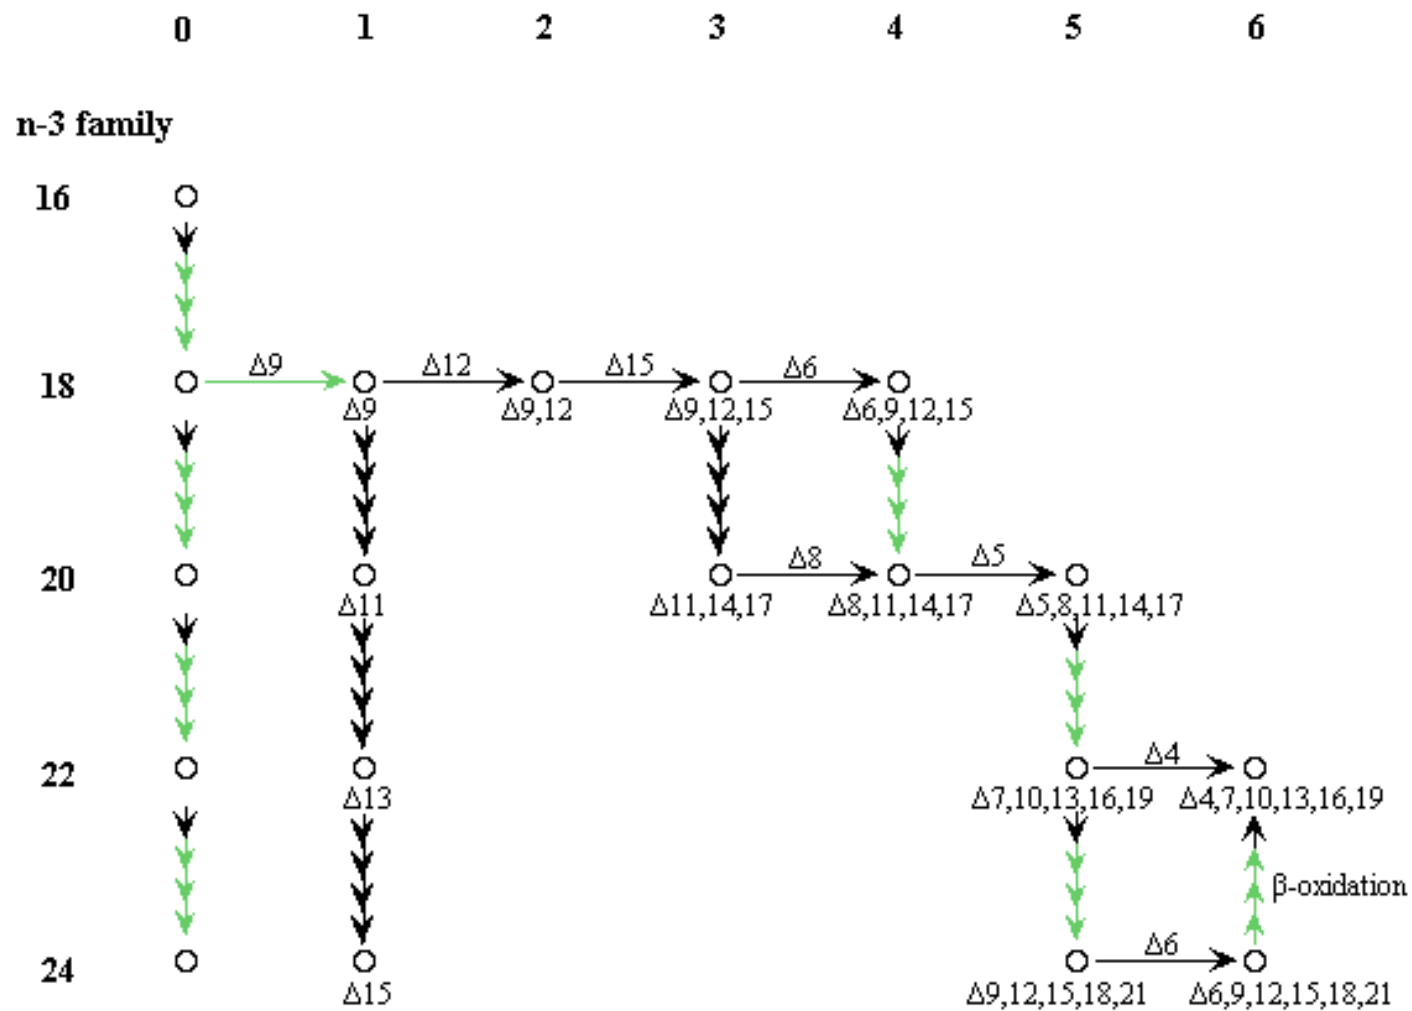 0 1 2 3 4 5 6
n-3 family
16
Δ9 Δ12 Δ15 Δ6
18
Δ9 Δ9,12 Δ9,12,15 Δ6,9,12,15
Δ8 Δ5
20
Δ11 Δ11,14,17 Δ8,11,14,17 Δ5,8,11,14,17
Δ4
22
Δ13 Δ7,10,13,16,19 Δ4,7,10,13,16,19
β-oxidation
Δ6
24
Δ15 Δ9,12,15,18,21 Δ6,9,12,15,18,21